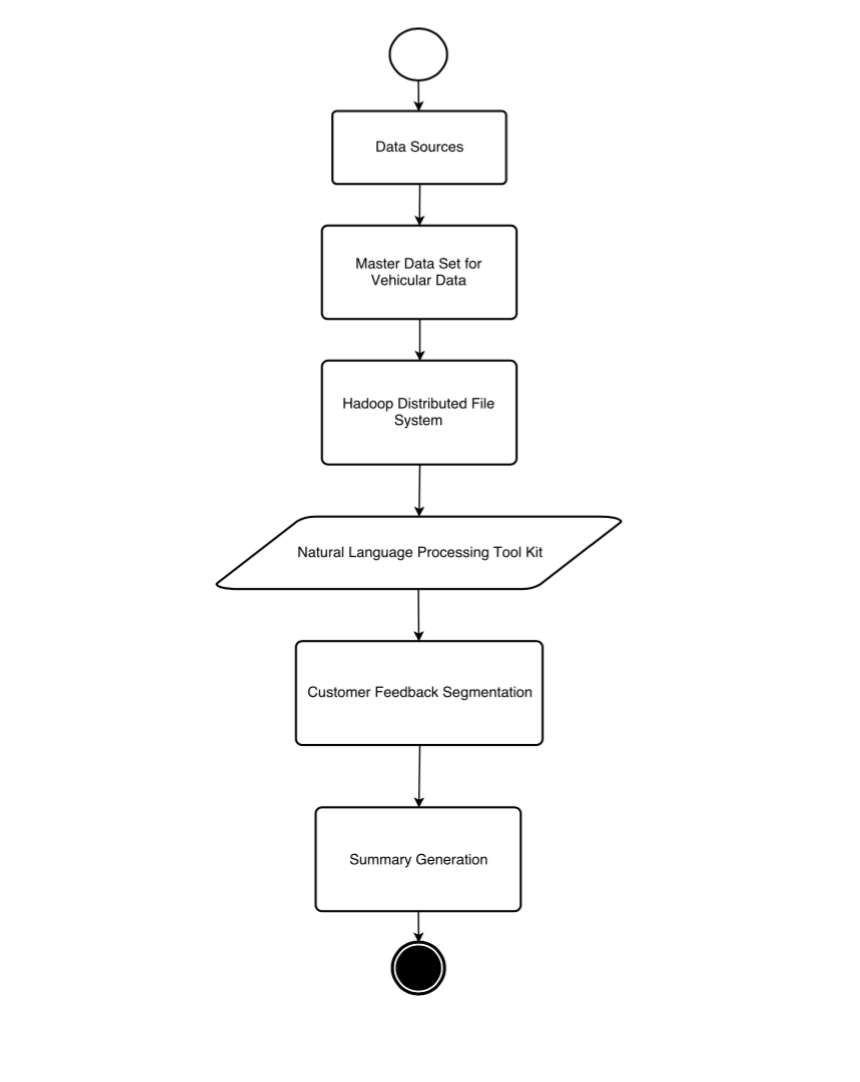 Data Sources
Master Data Set for
Vehicular Data
Hadoop Distributed File
System
Natural Language Processing Tool Kit
Customer Feedback Segmentation
Summary Generation